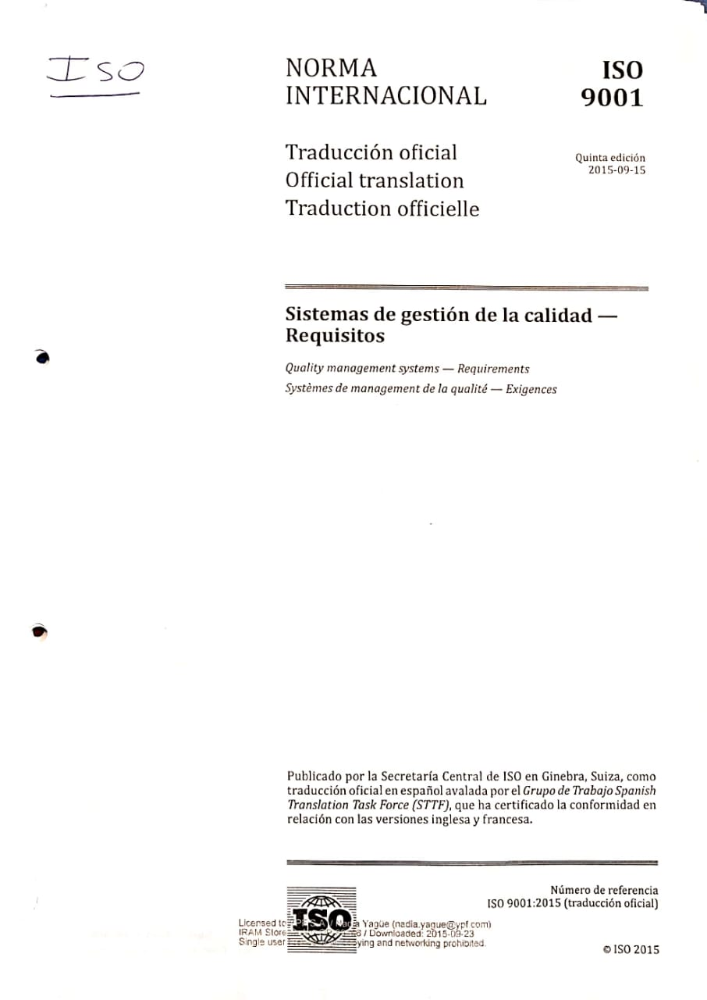 ISO
NORMA
INTERNACIONAL
ISO
9001
Traducción oficial
Official translation
Traduction officielle
Quinta edición
2015-09-15
Sistemas de gestión de la calidad —
Requisitos
Quality management systems — Requirements
Systèmes de management de la qualité — Exigences
Publicado por la Secretaría Central de ISO en Ginebra, Suiza, como
traducción oficial en español avalada por el Grupo de Trabajo Spanish
Translation Task Force (STTF), que ha certificado la conformidad en
relación con las versiones inglesa y francesa.
Número de referencia
ISO 9001:2015 (traducción oficial)
ISO
Licensed to Yagüe (nadia.yague@ypf.com)
IRAM Store / Downloaded: 2015-09-23
Single user and networking prohibited.
© ISO 2015